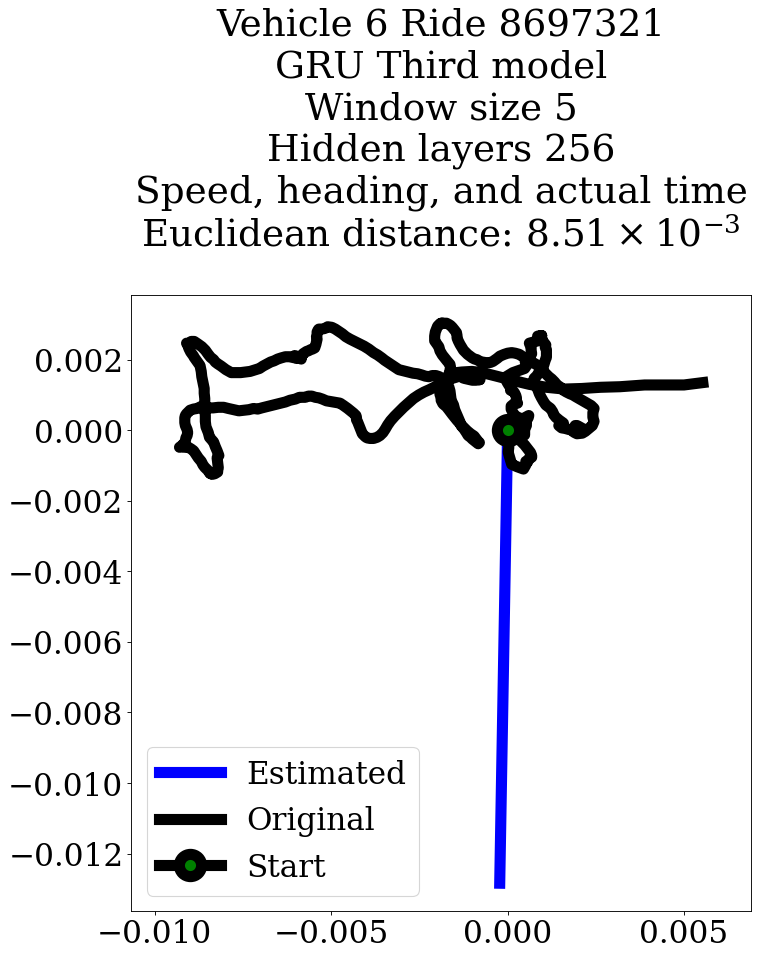 Vehicle 6 Ride 8697321
GRU Third model
Window size 5
Hidden layers 256
Speed, heading, and actual time
Euclidean distance: 8.51 × 10⁻³
0.002
0.000
−0.002
−0.004
−0.006
−0.008
−0.010
−0.012
Estimated
Original
Start
−0.010 −0.005 0.000 0.005